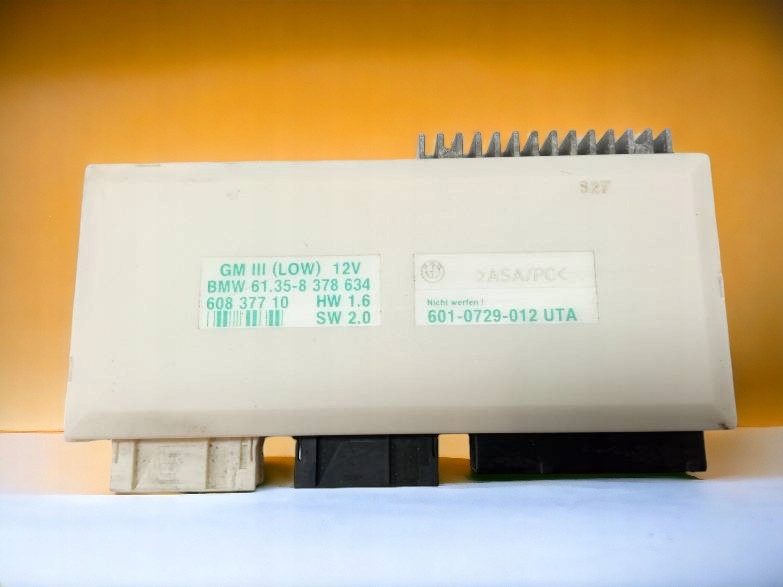 327
GM III (LOW) 12V
BMW 61.35-8 378 634
608 377 10 HW 1.6
SW 2.0
>ASA/PC<
Nicht werfen !
601-0729-012 UTA